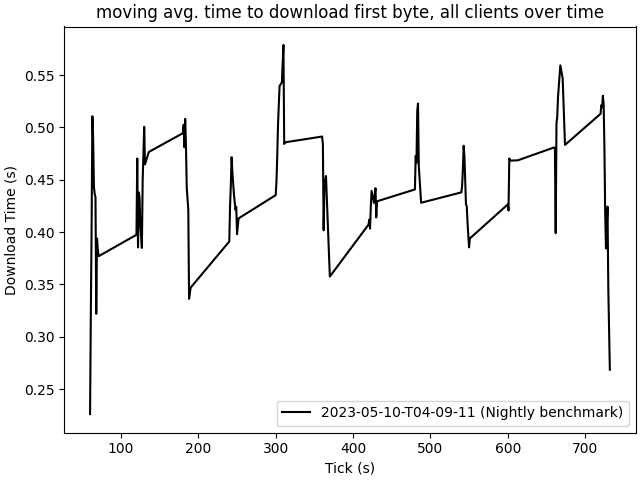 moving avg. time to download first byte, all clients over time
0.55
0.50
0.45
0.40
0.35
0.30
0.25
Download Time (s)
2023-05-10-T04-09-11 (Nightly benchmark)
100 200 300 400 500 600 700
Tick (s)